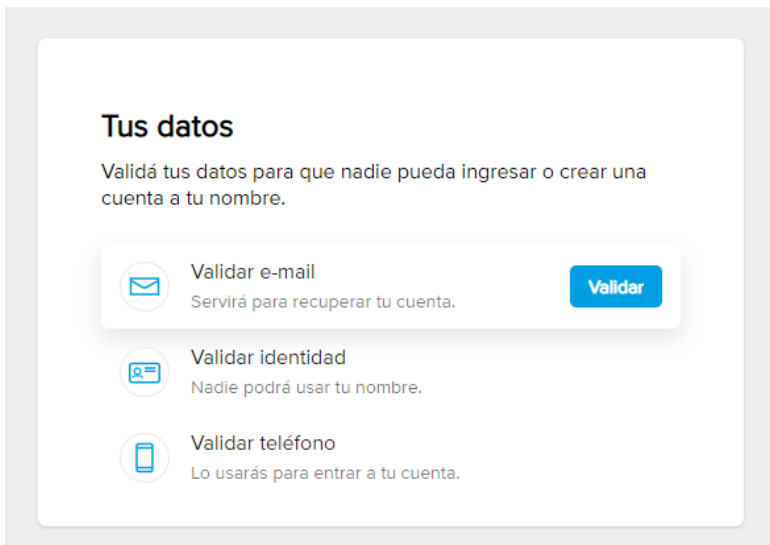 Tus datos
Validá tus datos para que nadie pueda ingresar o crear una
cuenta a tu nombre.
Validar e-mail
Servirá para recuperar tu cuenta.
Validar
Validar identidad
Nadie podrá usar tu nombre.
Validar teléfono
Lo usarás para entrar a tu cuenta.